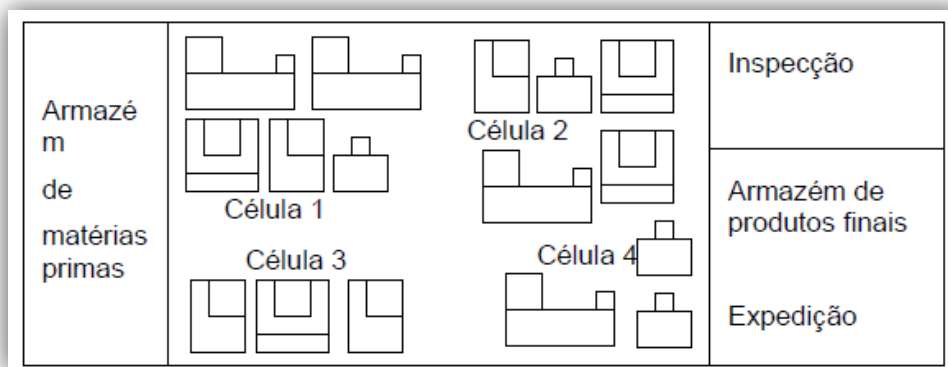 Armazé
m
de
matérias
primas
Célula 1
Célula 2
Célula 3
Célula 4
Inspecção
Armazém de
produtos finais
Expedição